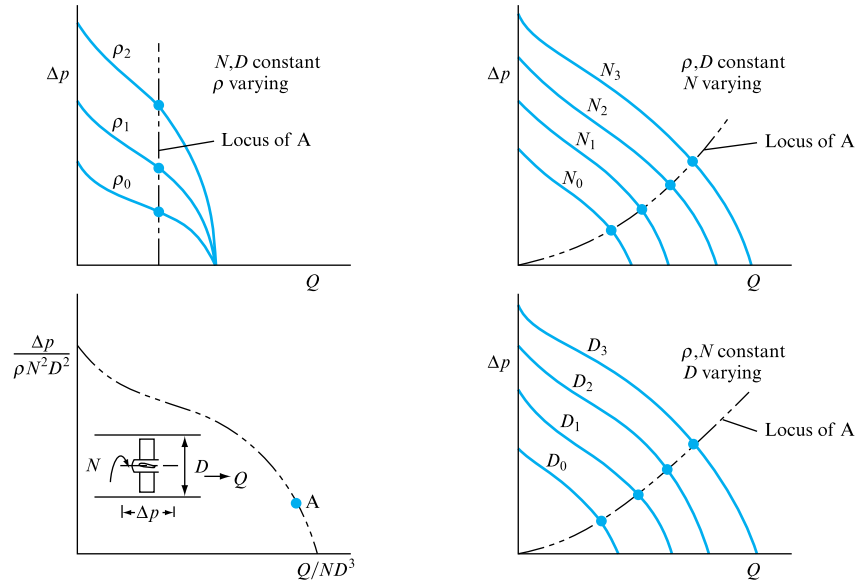 Δp
ρ₂
ρ₁
ρ₀
N,D constant
ρ varying
Locus of A
Q
Δp
N₃
N₂
N₁
N₀
ρ,D constant
N varying
Locus of A
Q
Δp
ρN²D²
N
D
Q
Δp
A
Q/ND³
Δp
D₃
D₂
D₁
D₀
ρ,N constant
D varying
Locus of A
Q